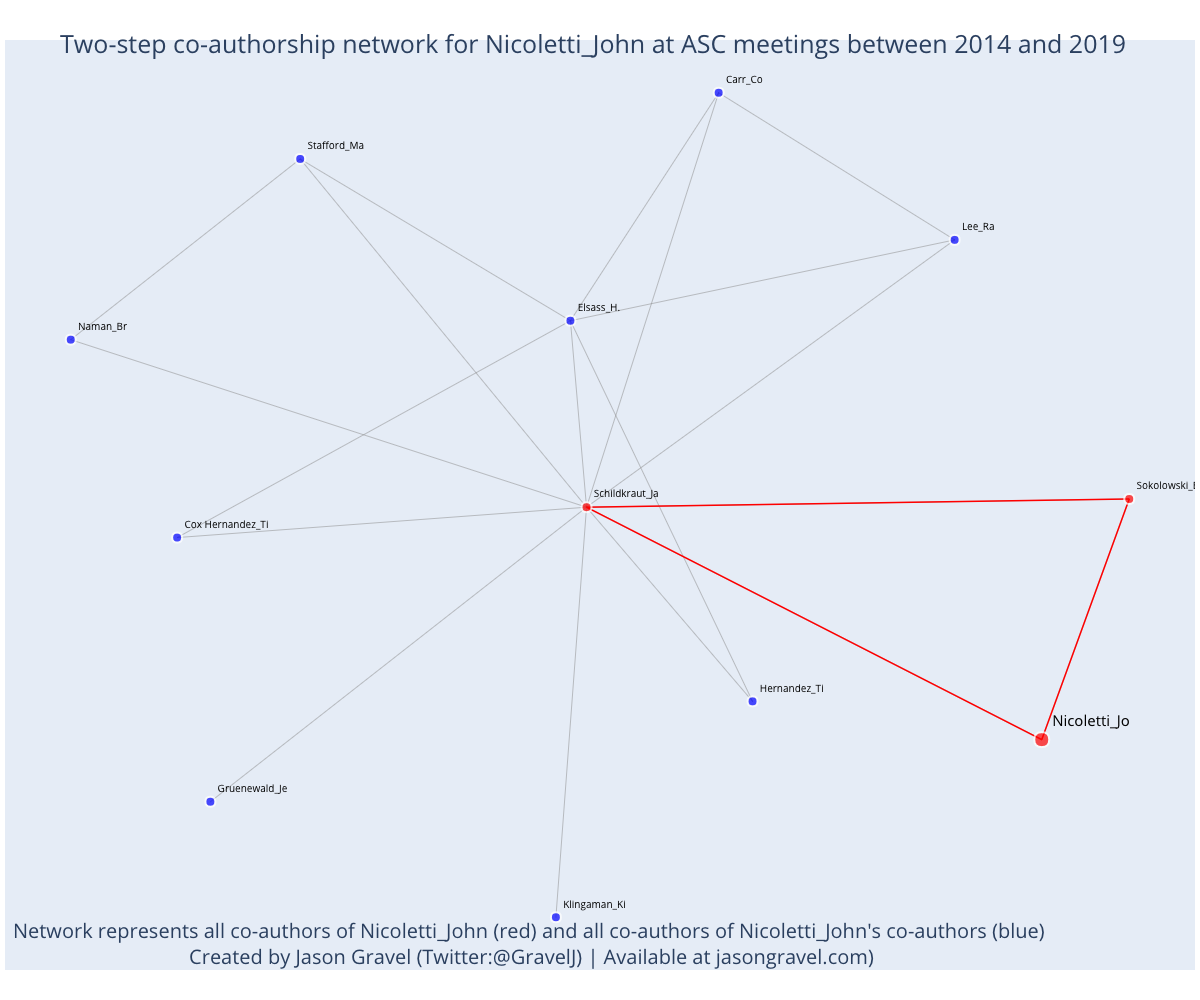 Two-step co-authorship network for Nicoletti_John at ASC meetings between 2014 and 2019
Carr_Co
Stafford_Ma
Lee_Ra
Elsass_H.
Naman_Br
Schildkraut_Ja
Sokolowski_
Cox Hernandez_Ti
Hernandez_Ti
Nicoletti_Jo
Gruenewald_Je
Klingaman_Ki
Network represents all co-authors of Nicoletti_John (red) and all co-authors of Nicoletti_John's co-authors (blue)
Created by Jason Gravel (Twitter:@GravelJ) | Available at jasongravel.com)